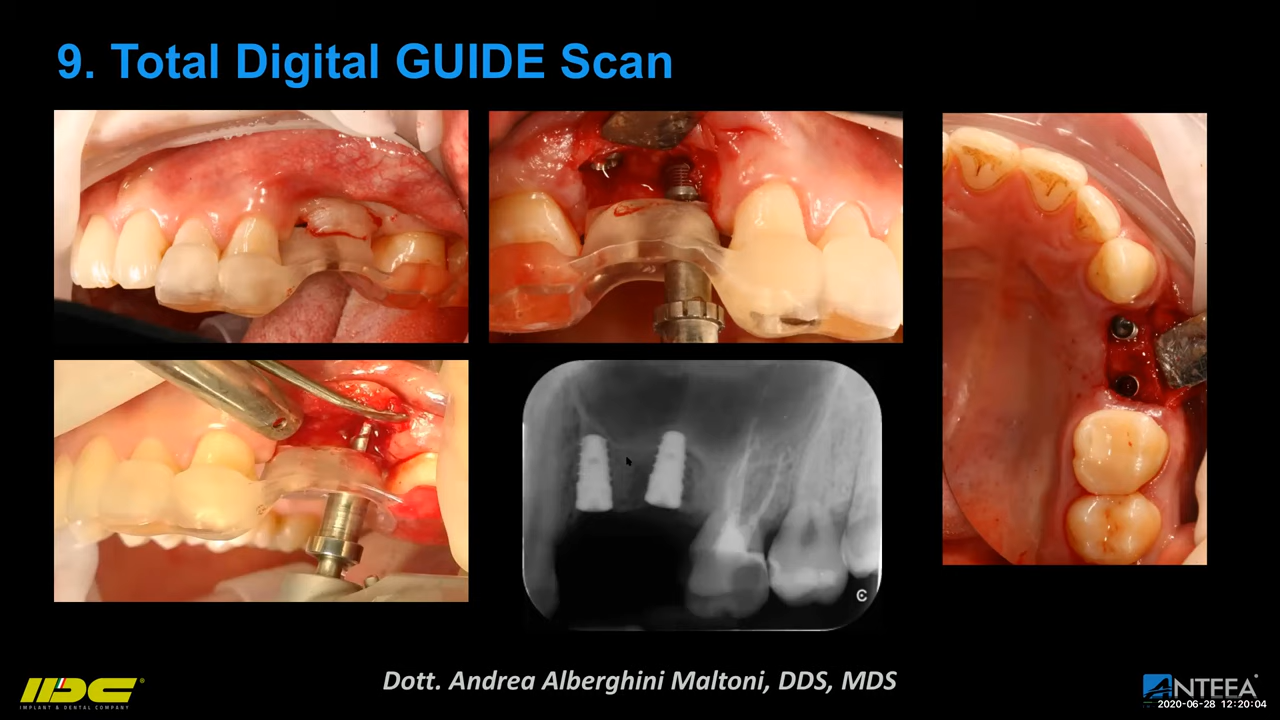 9. Total Digital GUIDE Scan
C
Dott. Andrea Alberghini Maltoni, DDS, MDS
IDC
IMPLANT & DENTAL COMPANY
ANTEEA
2020-06-28 12:20:04